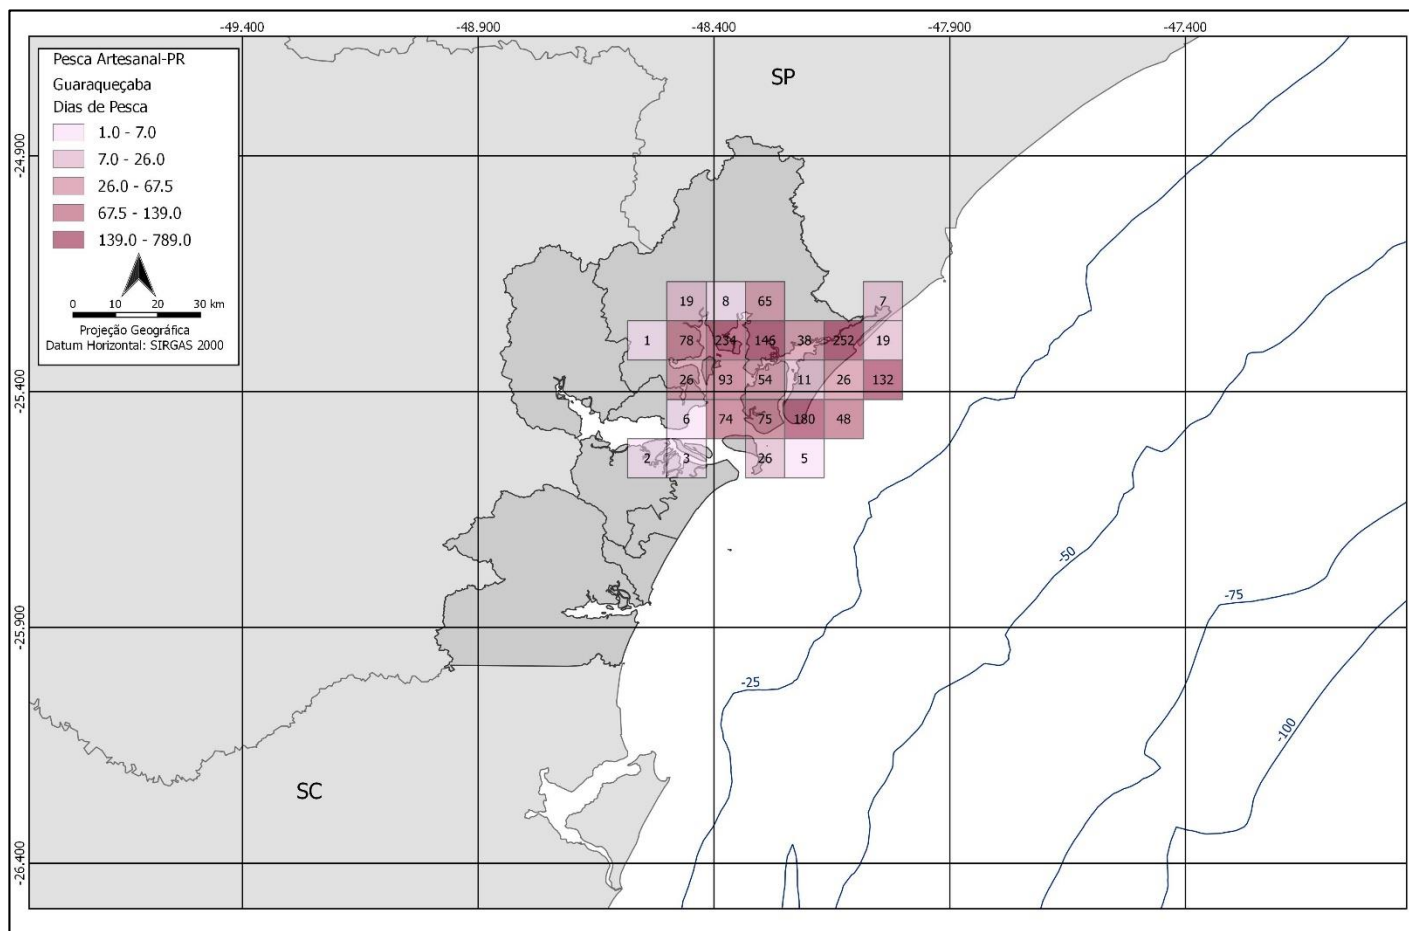 -49.400 -48.900 -48.400 -47.900 -47.400
Pesca Artesanal-PR
Guaraqueçaba
Dias de Pesca
1.0 - 7.0
7.0 - 26.0
26.0 - 67.5
67.5 - 139.0
139.0 - 789.0
0 10 20 30 km
Projeção Geográfica
Datum Horizontal: SIRGAS 2000
SP
-24.900
19 8 65 7
1 78 234 146 38 252 19
26 93 54 11 26 132
-25.400
6 74 75 180 48
2 3 26 5
-50
-75
-25.900
-25
-100
SC
-26.400